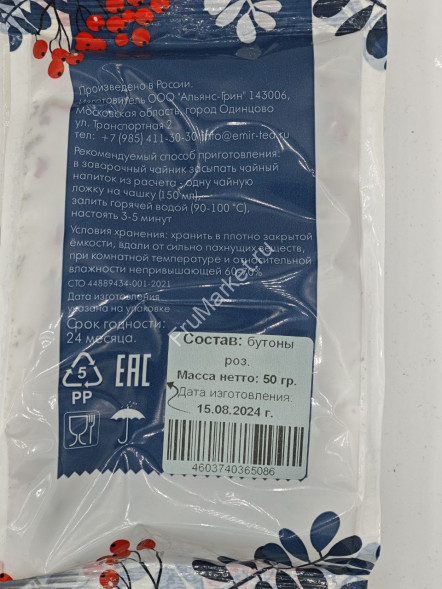 Произведено в России.
Изготовитель ООО "Альянс-Грин" 143006,
Московская область, город Одинцово
ул. Транспортная 2
тел: +7 (985) 411-30-30 info@emir-tea.ru
Рекомендуемый способ приготовления:
в заварочный чайник засыпать чайный
напиток из расчета - одну чайную
ложку на чашку (150 мл),
залить горячей водой (90-100 °С),
настоять 3-5 минут
Условия хранения: хранить в плотно закрытой
ёмкости, вдали от сильно пахнущих веществ,
при комнатной температуре и относительной
влажности непривышающей 60-70%
СТО 44889434-001-2021
Дата изготовления
указана на упаковке
Срок годности:
24 месяца.
5
PP
EAC
Состав: бутоны
роз.
Масса нетто: 50 гр.
Дата изготовления:
15.08.2024 г.
4603740365086
FruMarket.ru